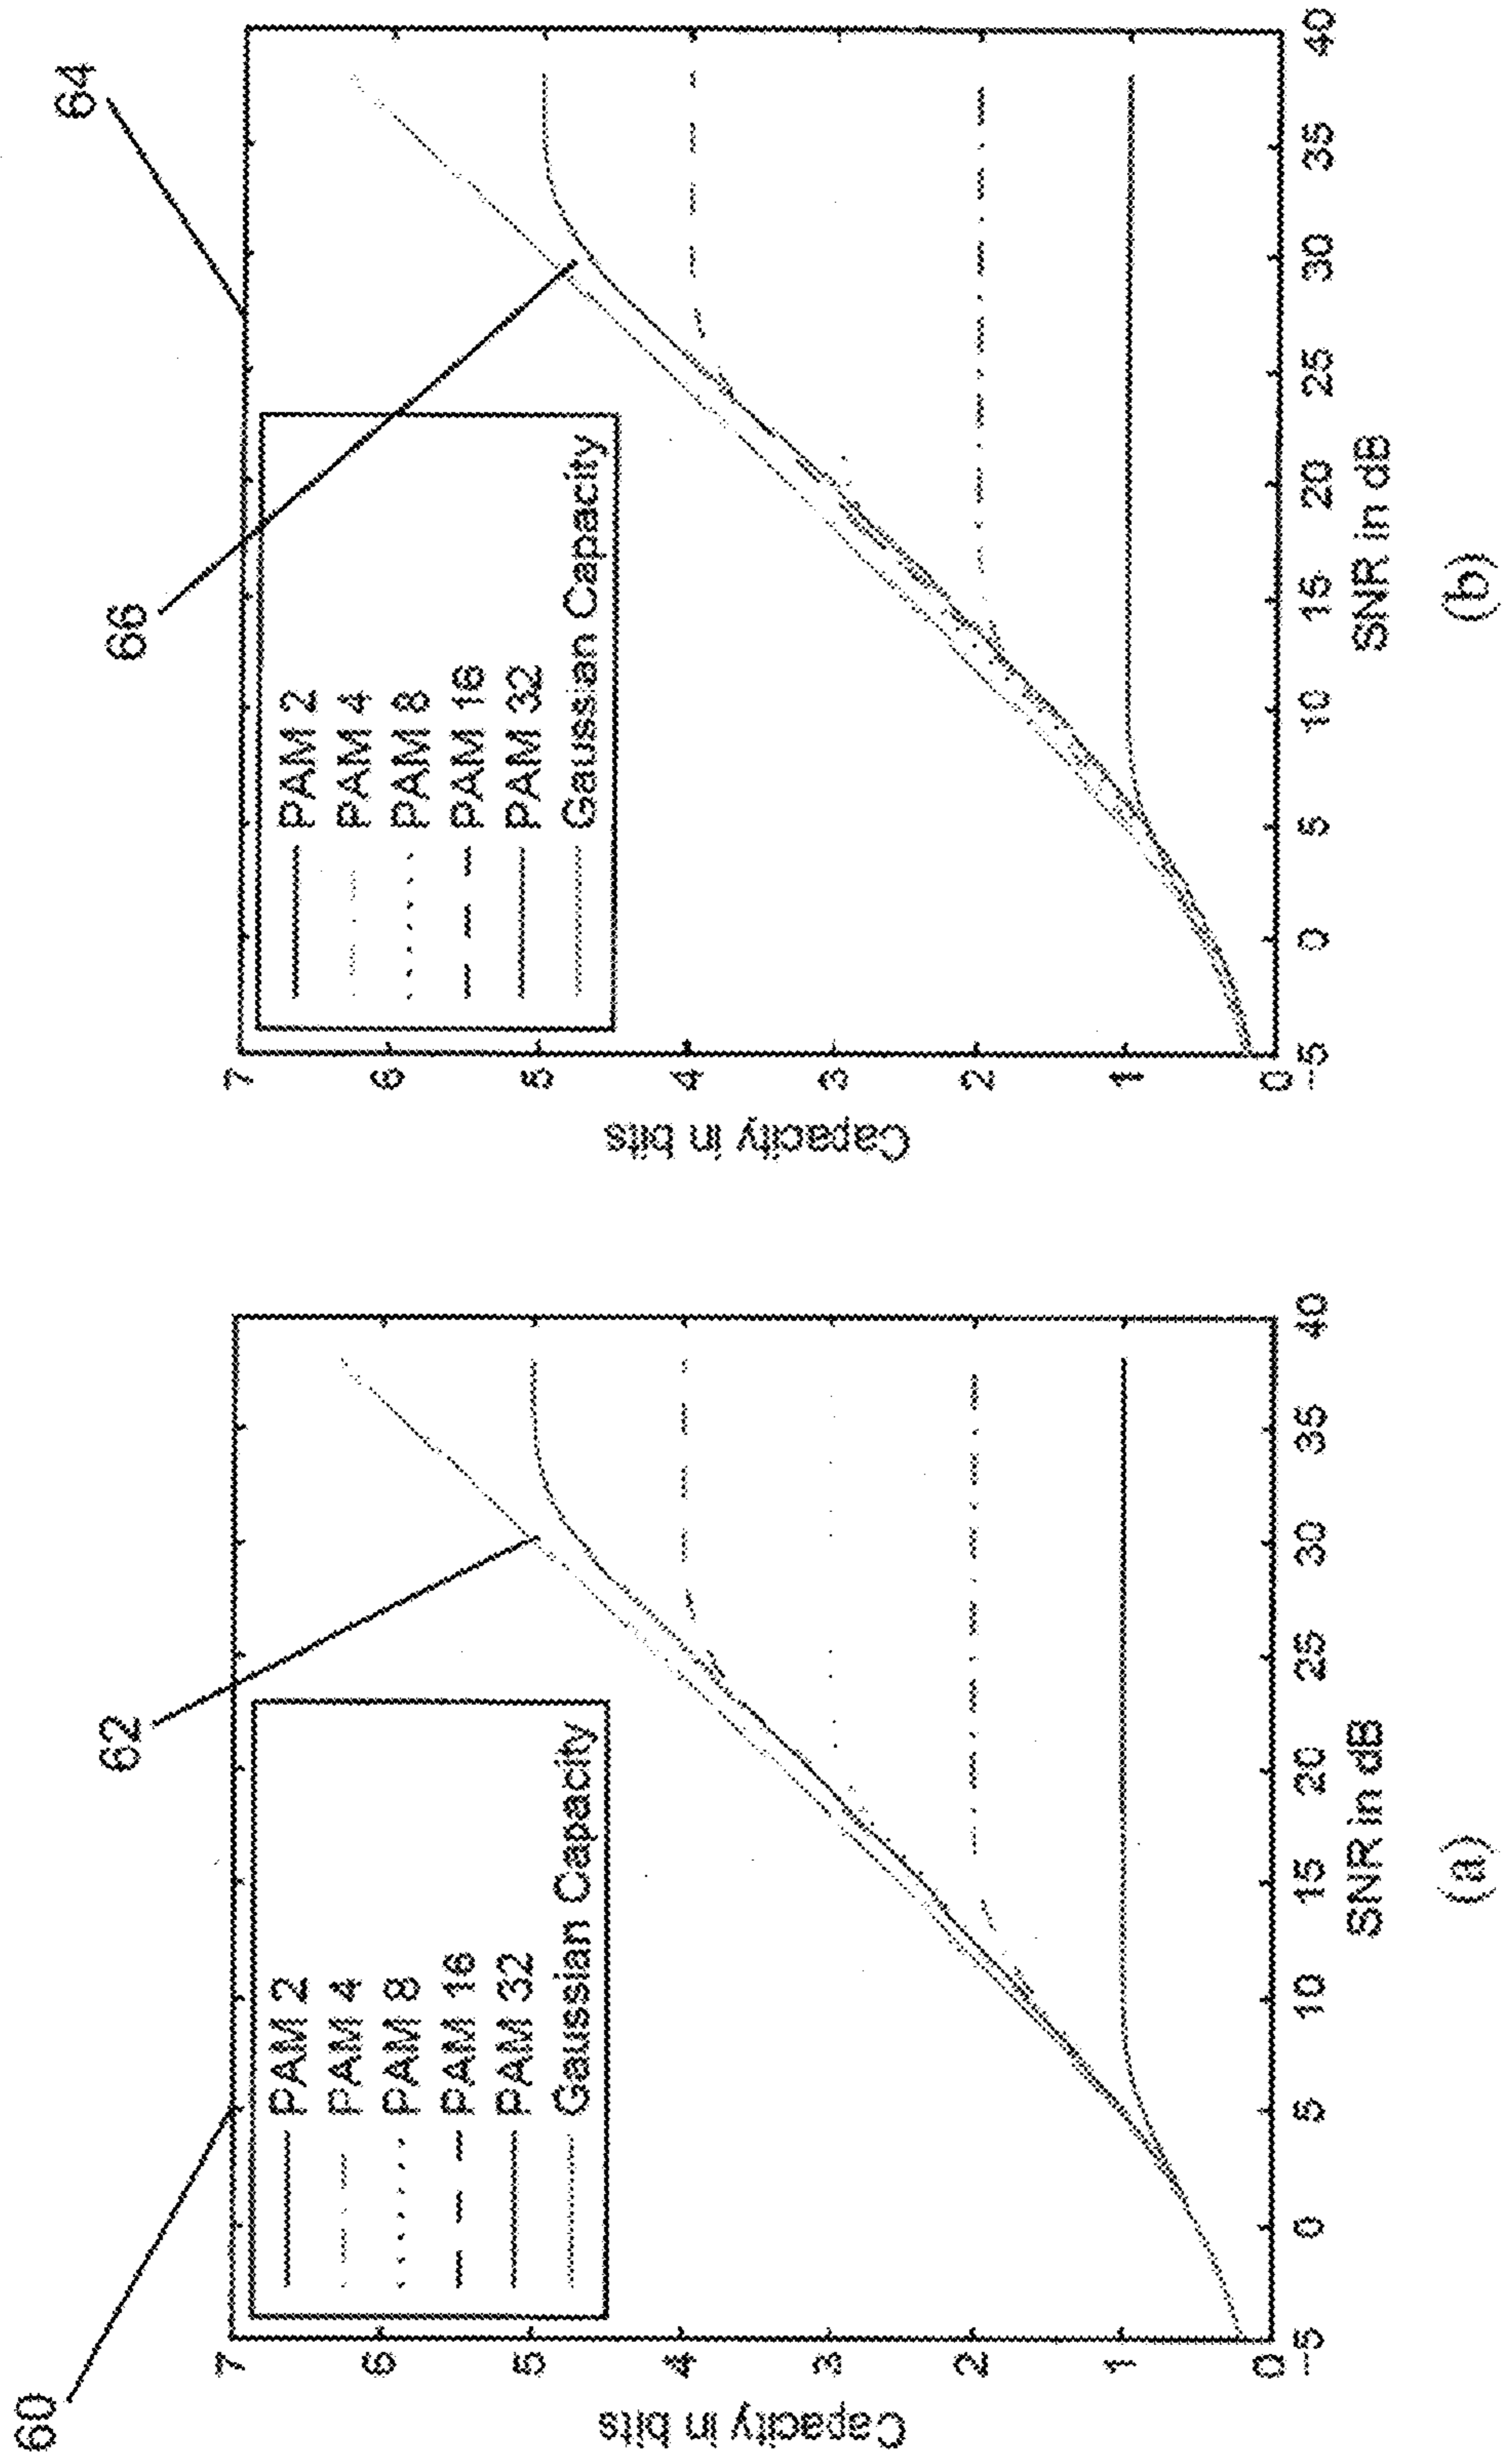 60
62
7
6
5
4
3
2
1
0
Capacity in bits
PAM 2
PAM 4
PAM 8
PAM 16
PAM 32
Gaussian Capacity
-5
0
5
10
15
20
25
30
35
40
SNR in dB
(a)
64
66
7
6
5
4
3
2
1
0
Capacity in bits
PAM 2
PAM 4
PAM 8
PAM 16
PAM 32
Gaussian Capacity
-5
0
5
10
15
20
25
30
35
40
SNR in dB
(b)